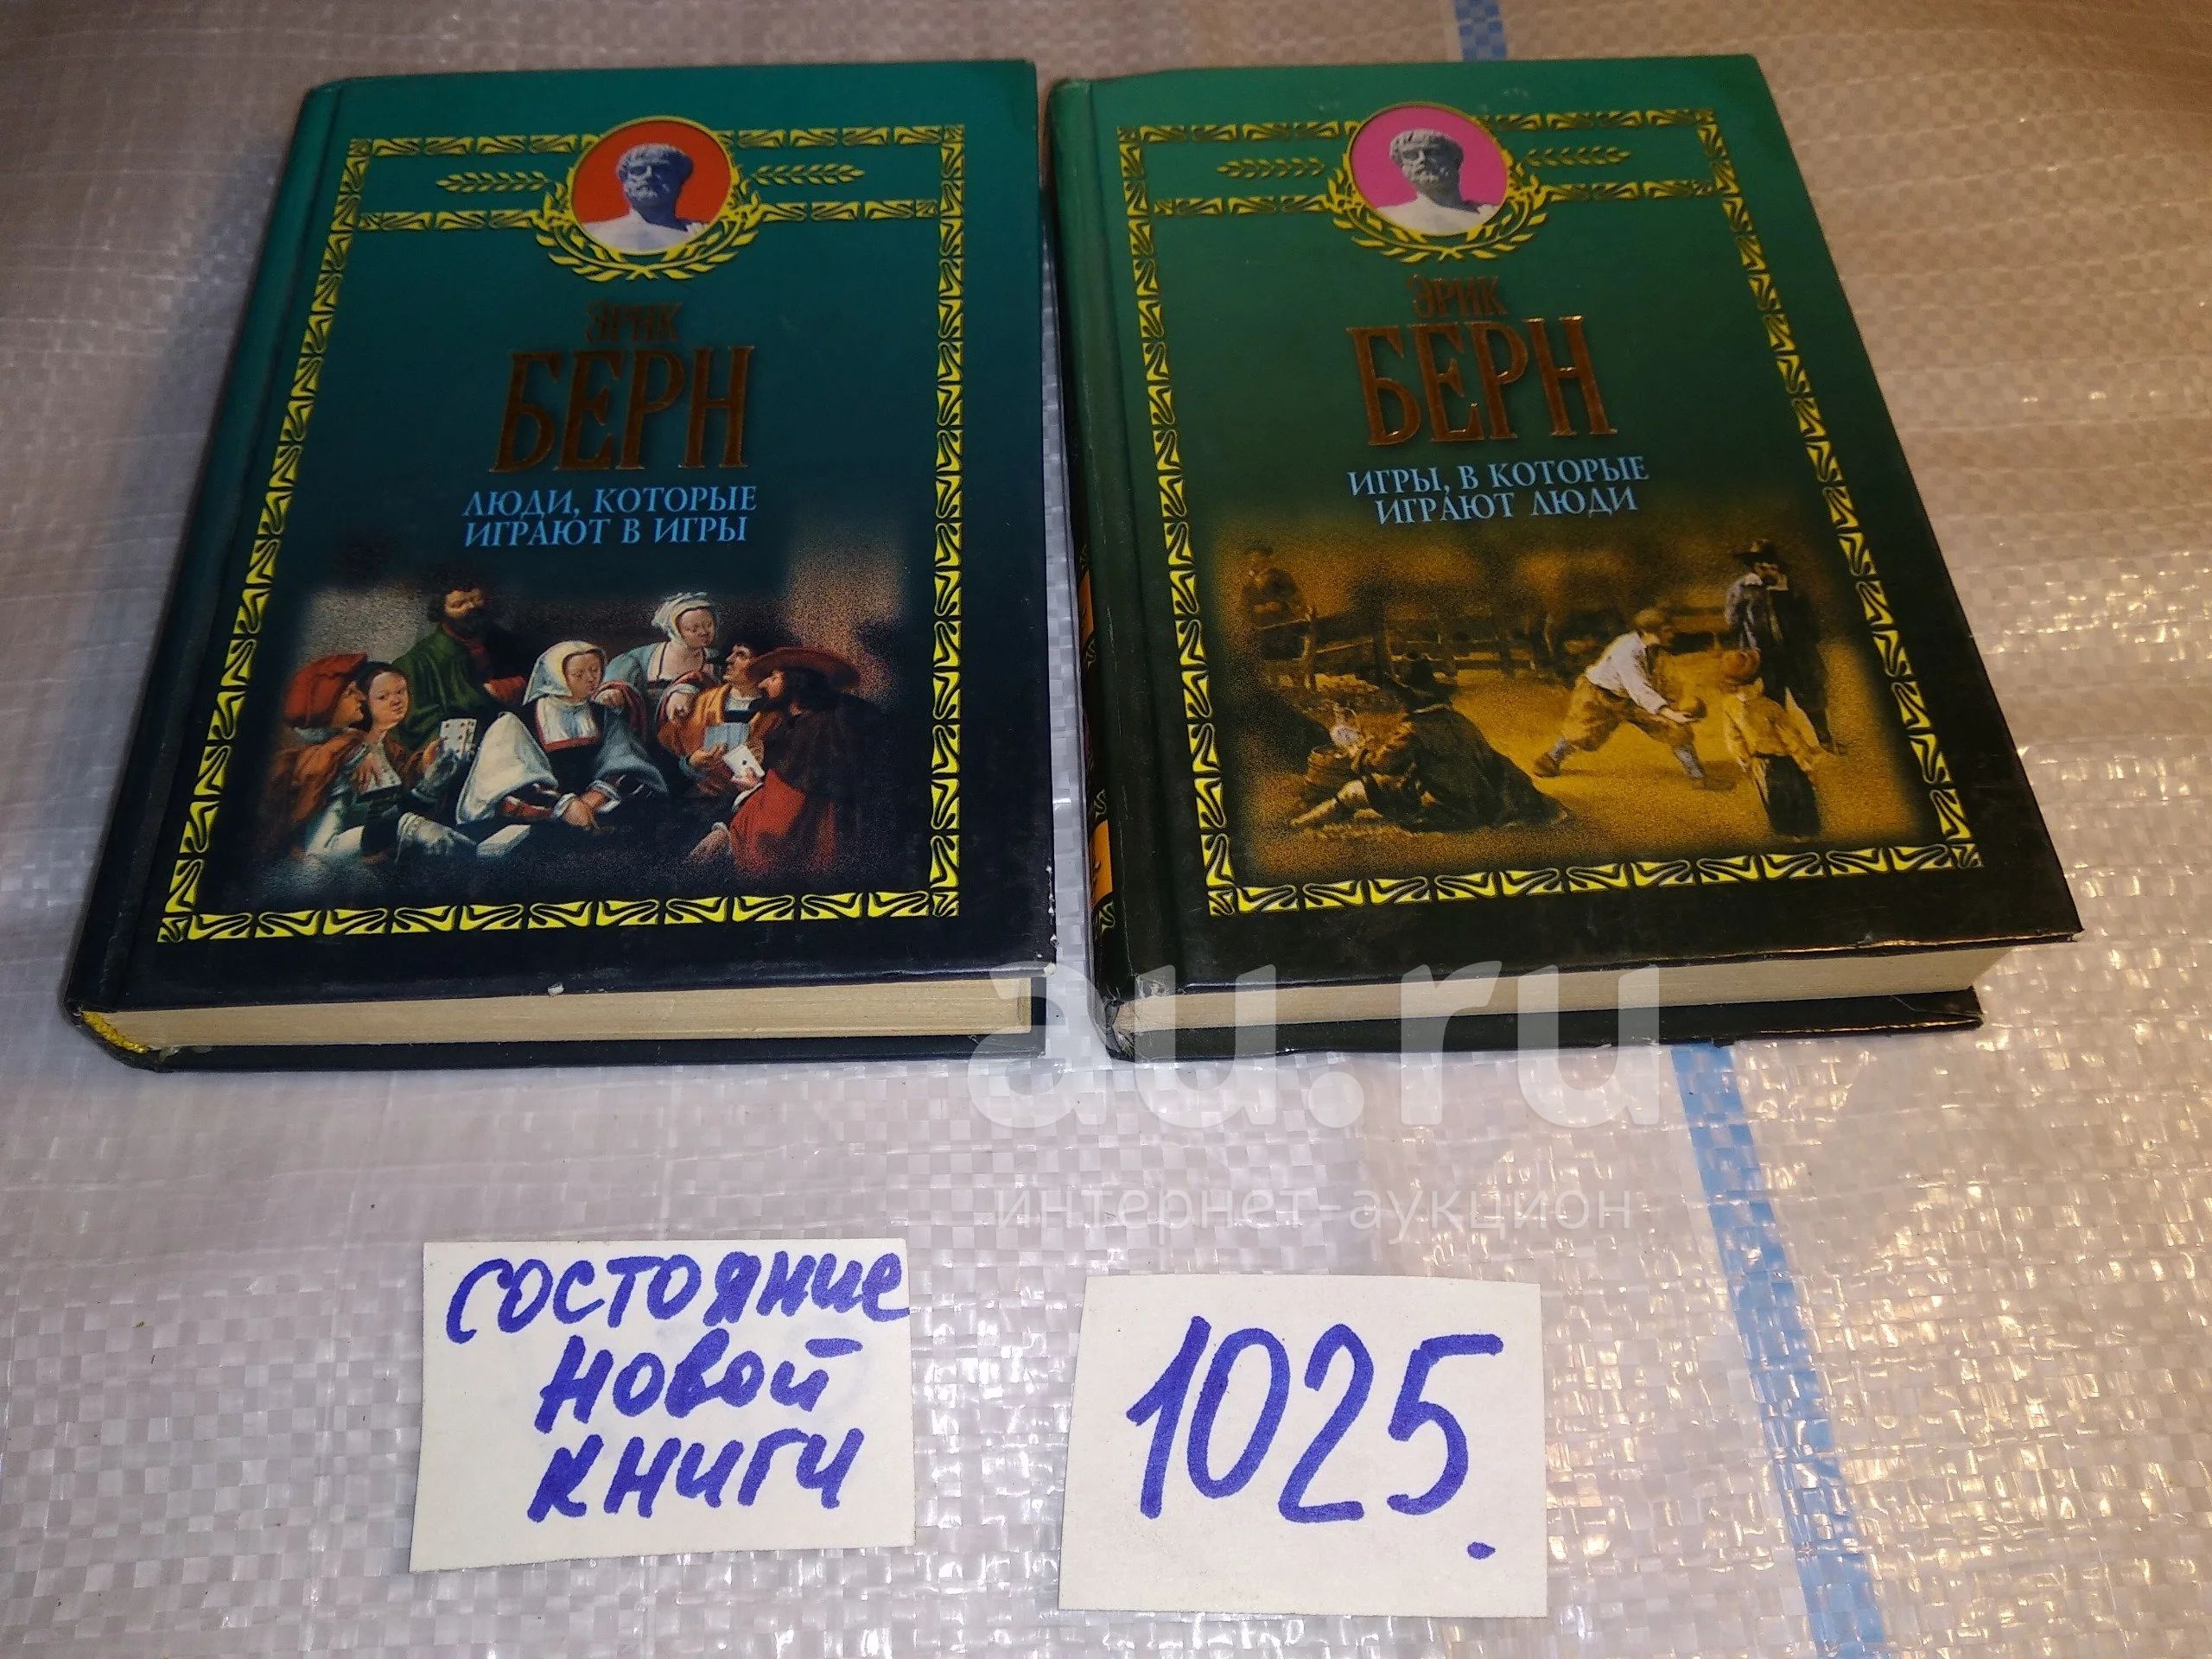 ЭРИК
БЕРН
ЛЮДИ, КОТОРЫЕ
ИГРАЮТ В ИГРЫ
ЭРИК
БЕРН
ИГРЫ, В КОТОРЫЕ
ИГРАЮТ ЛЮДИ
au.ru
интернет-аукцион
состояние
новой
книги
1025.